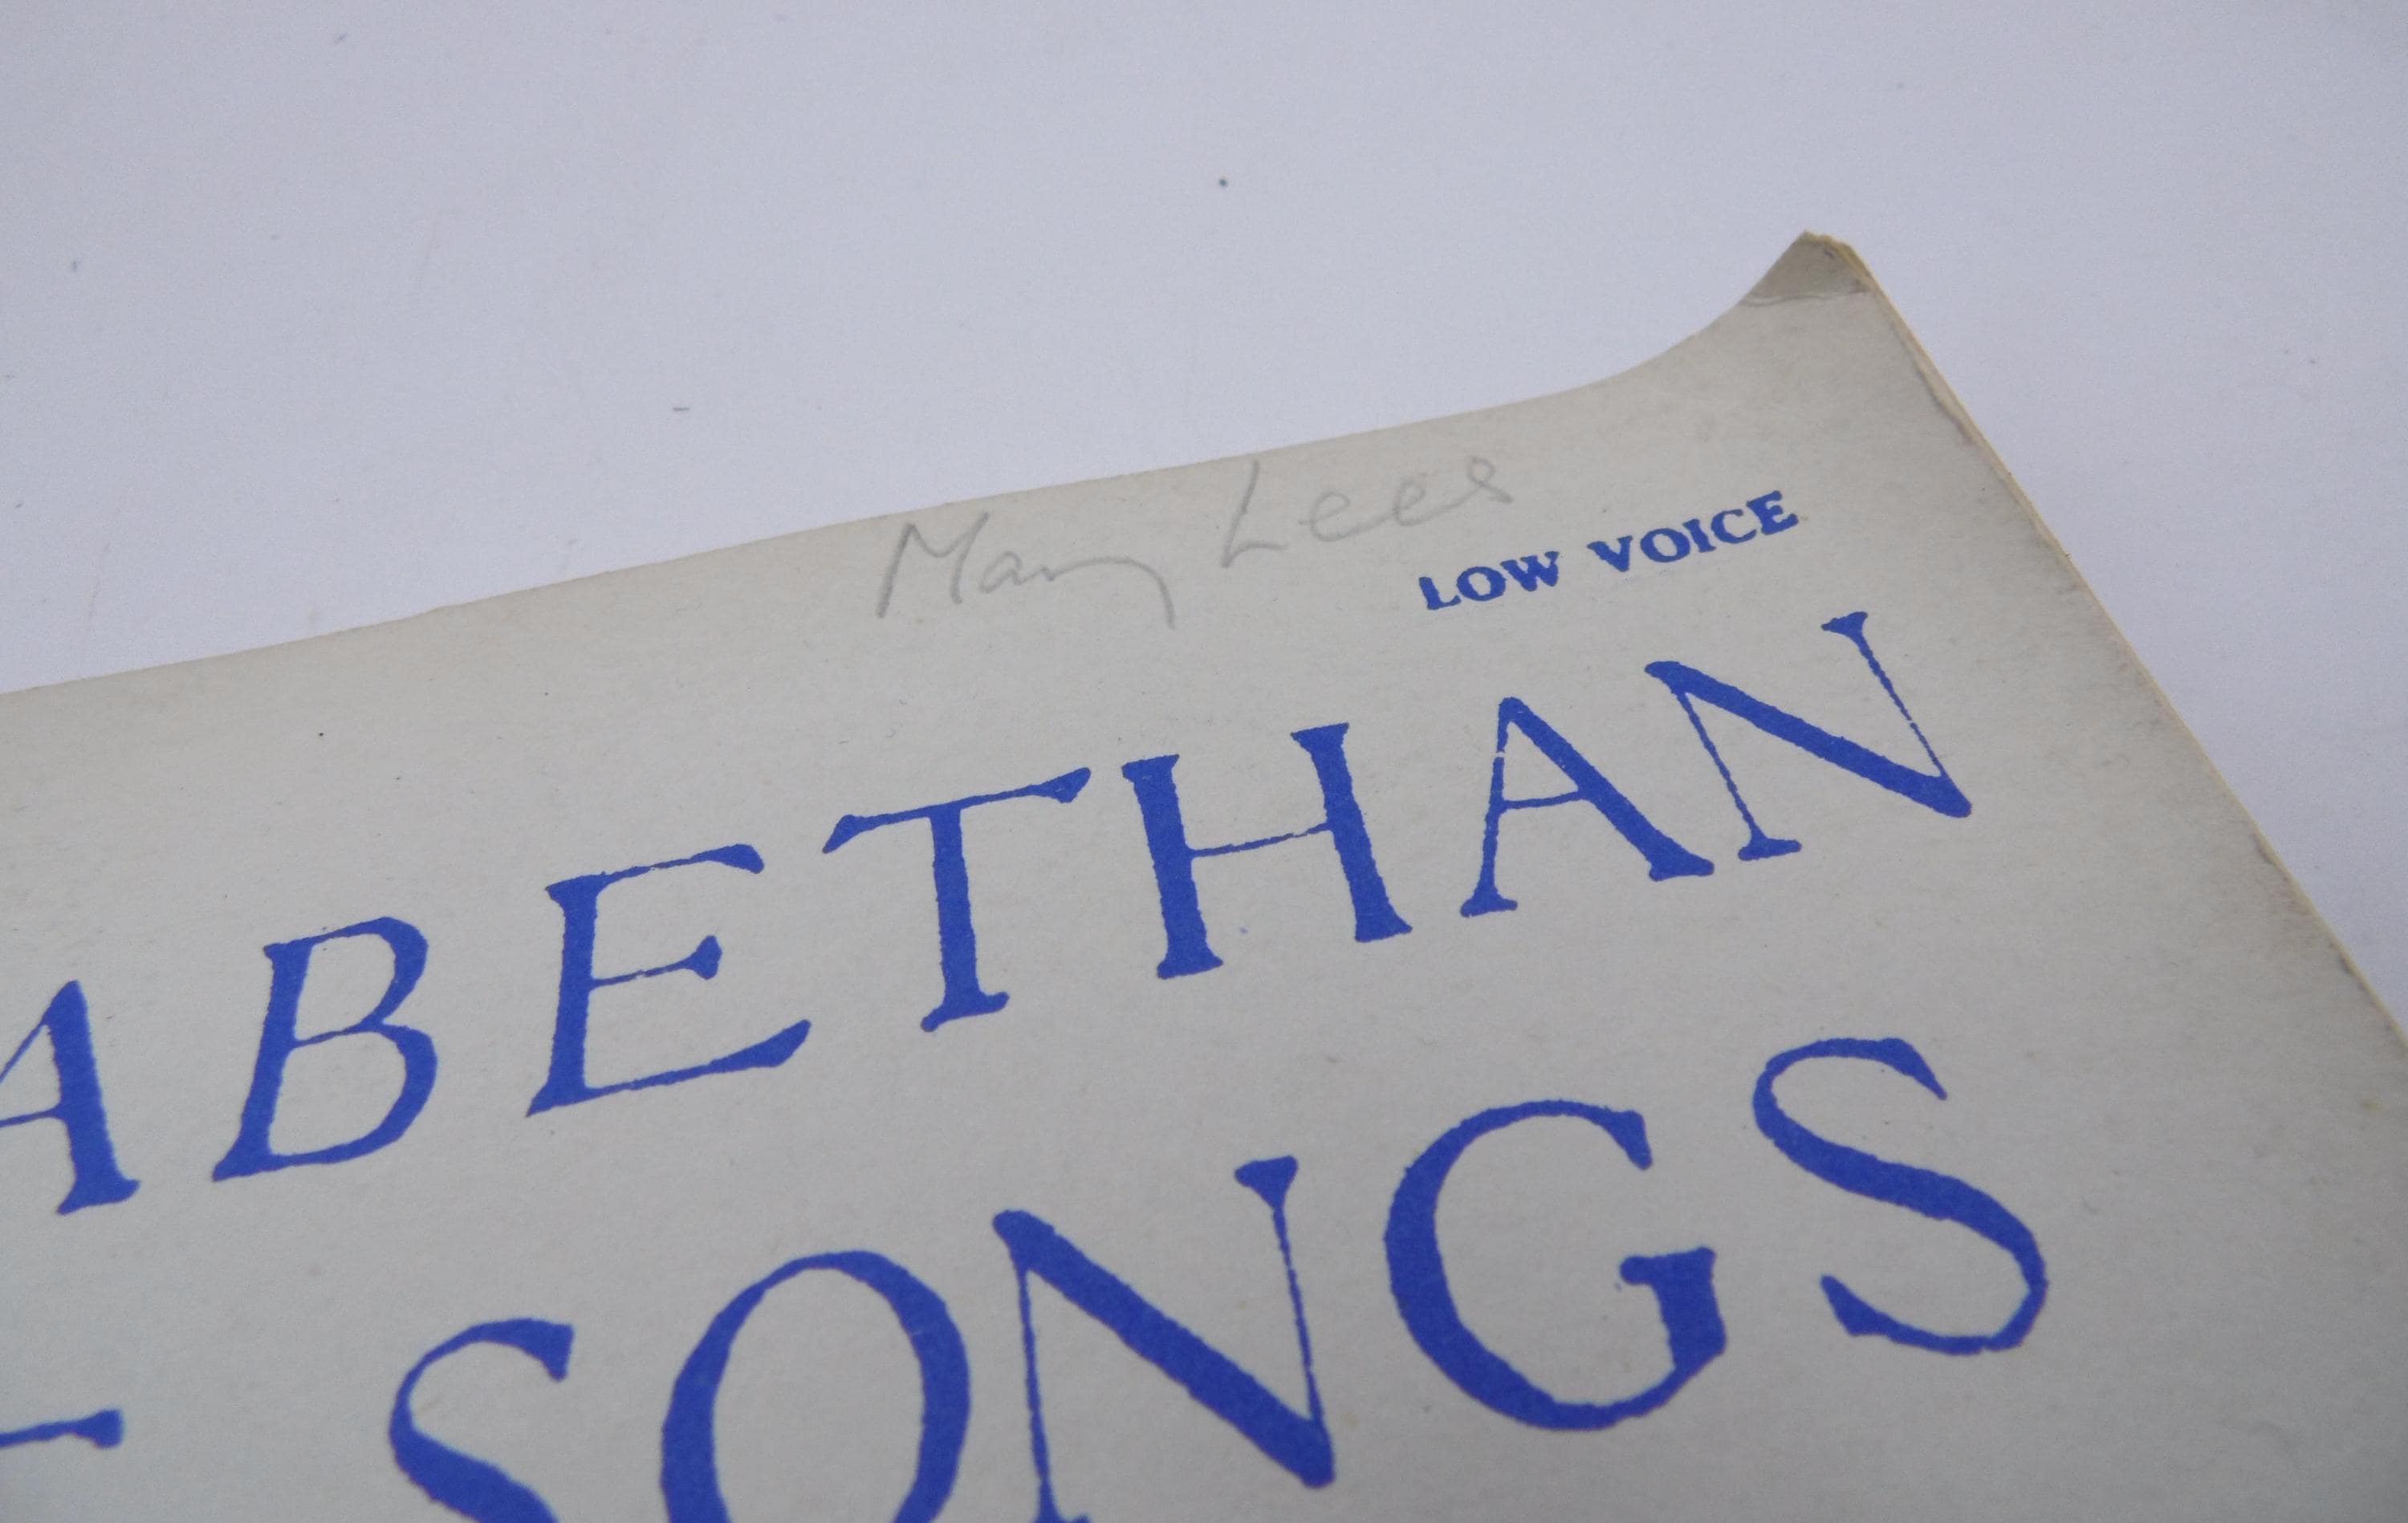 Mary Lees
LOW VOICE
ABETHAN
E SONGS